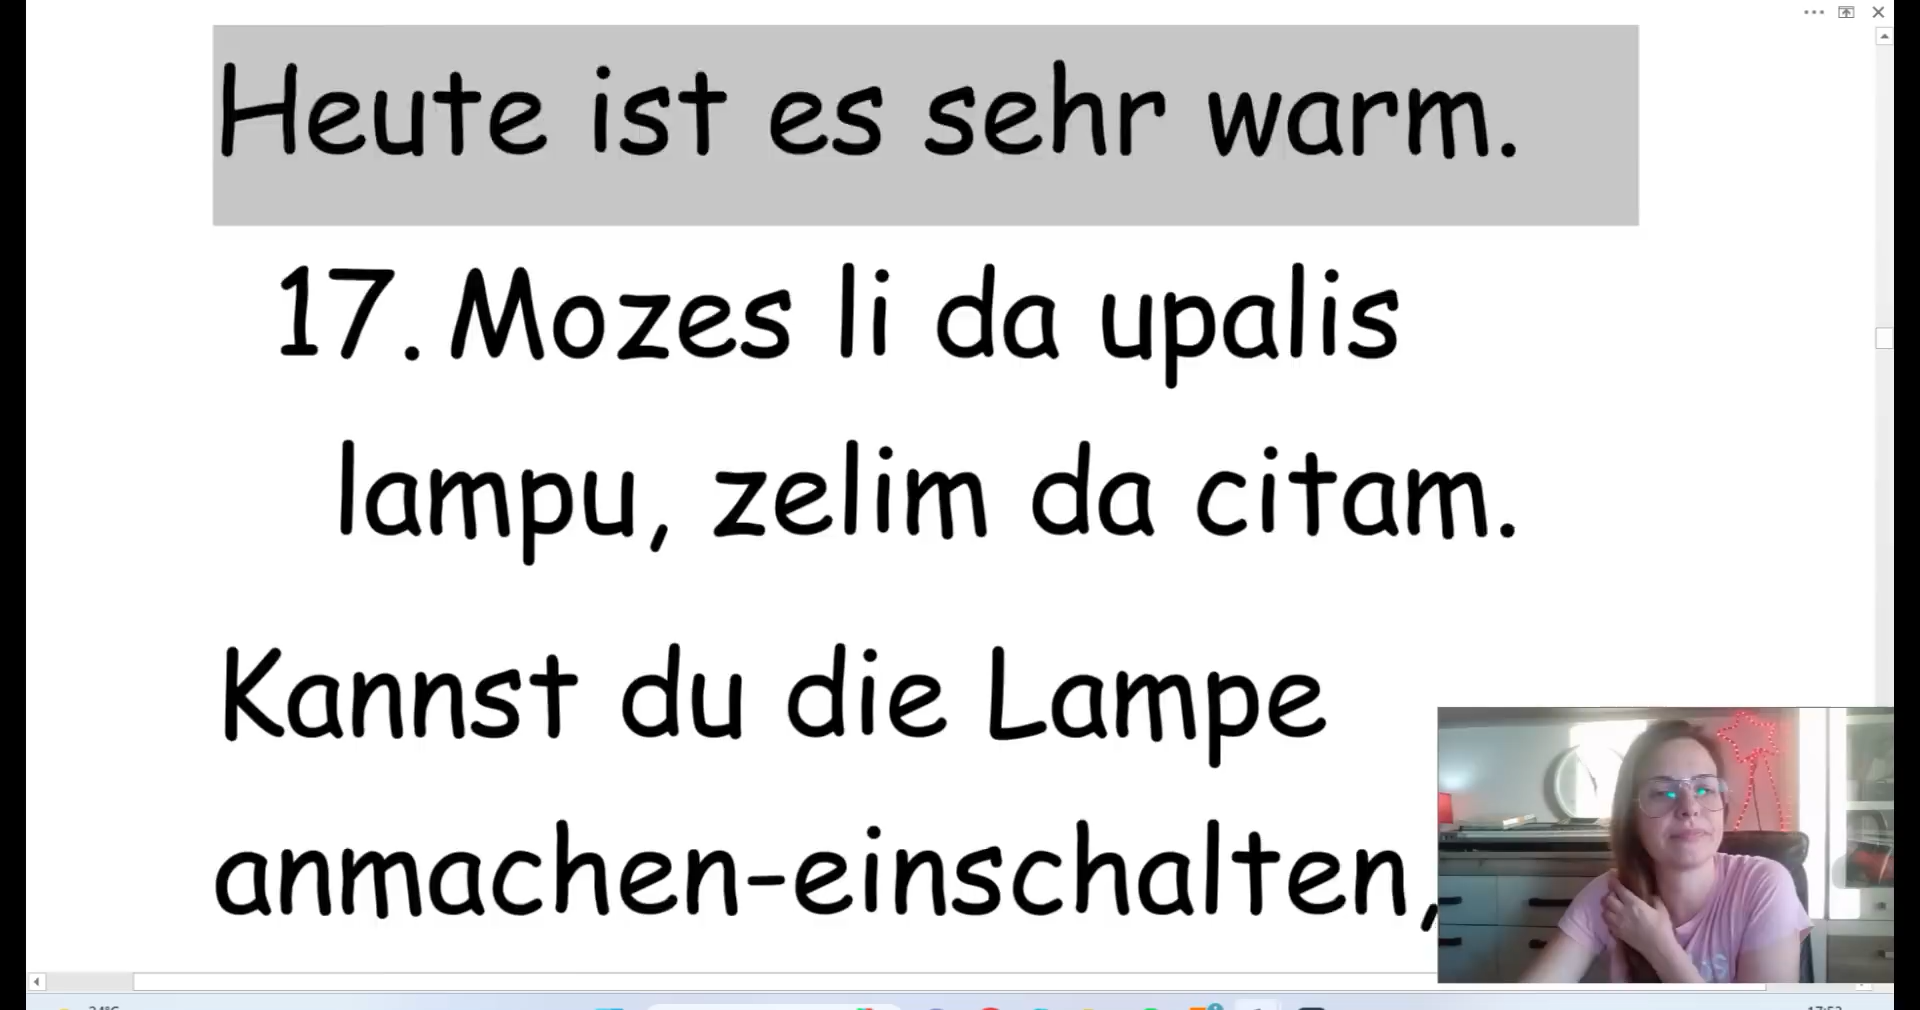 Heute ist es sehr warm.
17. Mozes li da upalis
lampu, zelim da citam.
Kannst du die Lampe
anmachen-einschalten,